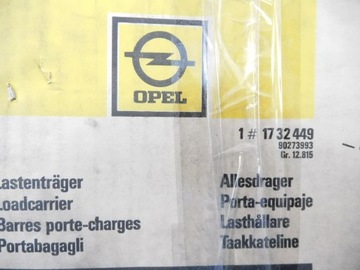 OPEL
1 # 17 32 449
90273993
Gr. 12.815
Lastenträger
Loadcarrier
Barres porte-charges
Portabagagli
Allesdrager
Porta-equipaje
Lasthållare
Taakkateline